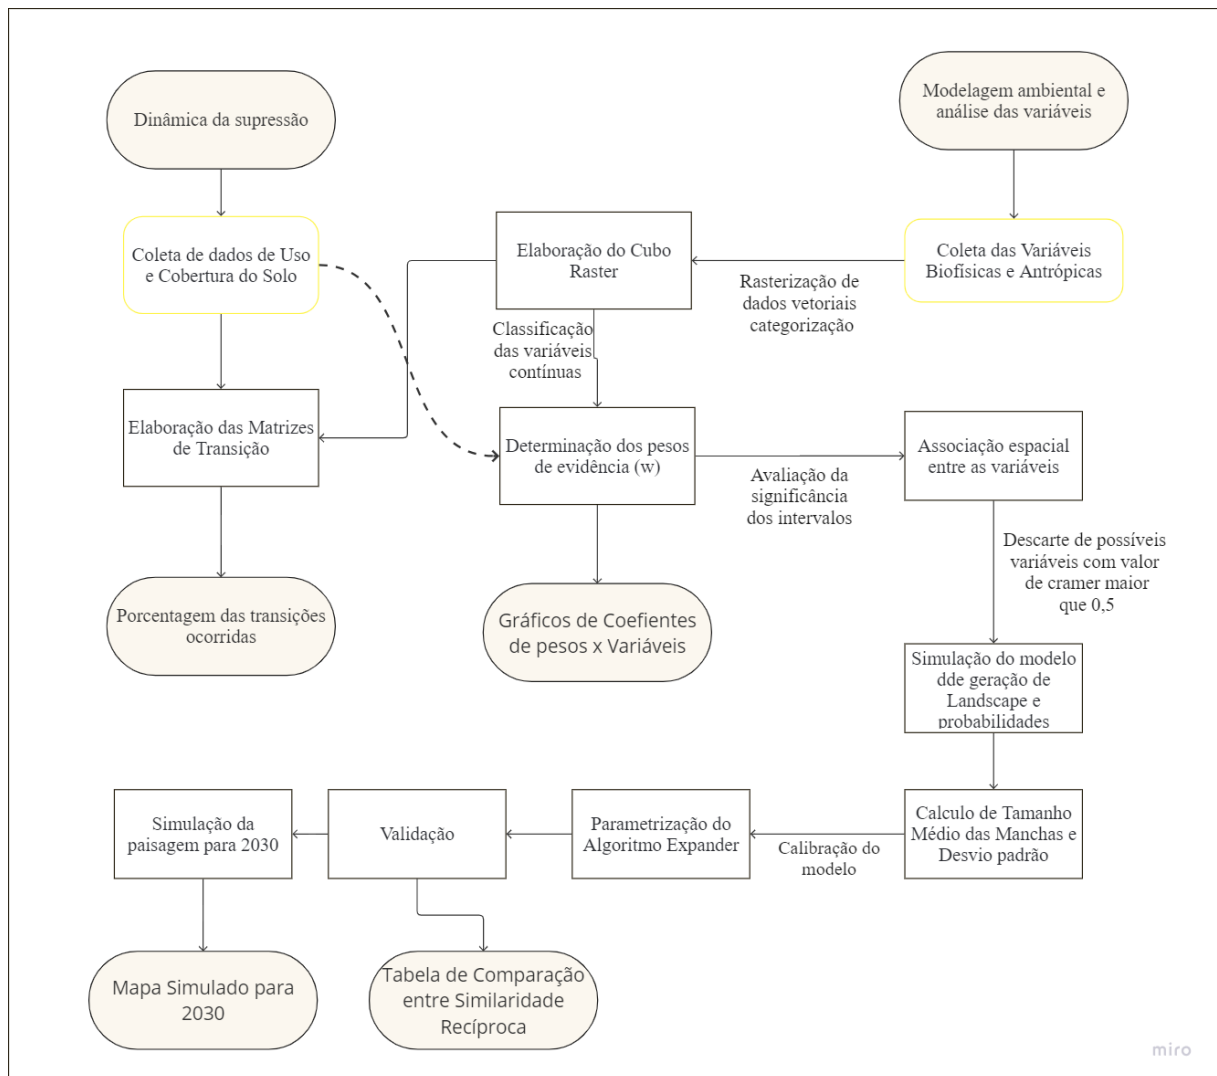 Dinâmica da supressão
Modelagem ambiental e
análise das variáveis
Coleta de dados de Uso
e Cobertura do Solo
Elaboração do Cubo
Raster
Coleta das Variáveis
Biofísicas e Antrópicas
Rasterização de
dados vetoriais
categorização
Classificação
das variáveis
contínuas
Elaboração das Matrizes
de Transição
Determinação dos pesos
de evidência (w)
Avaliação da
significância
dos intervalos
Associação espacial
entre as variáveis
Descarte de possíveis
variáveis com valor
de cramer maior
que 0,5
Porcentagem das transições
ocorridas
Gráficos de Coefientes
de pesos x Variáveis
Simulação do modelo
dde geração de
Landscape e
probabilidades
Simulação da
paisagem para 2030
Validação
Parametrização do
Algoritmo Expander
Calibração do
modelo
Calculo de Tamanho
Médio das Manchas e
Desvio padrão
Mapa Simulado para
2030
Tabela de Comparação
entre Similaridade
Recíproca
miro